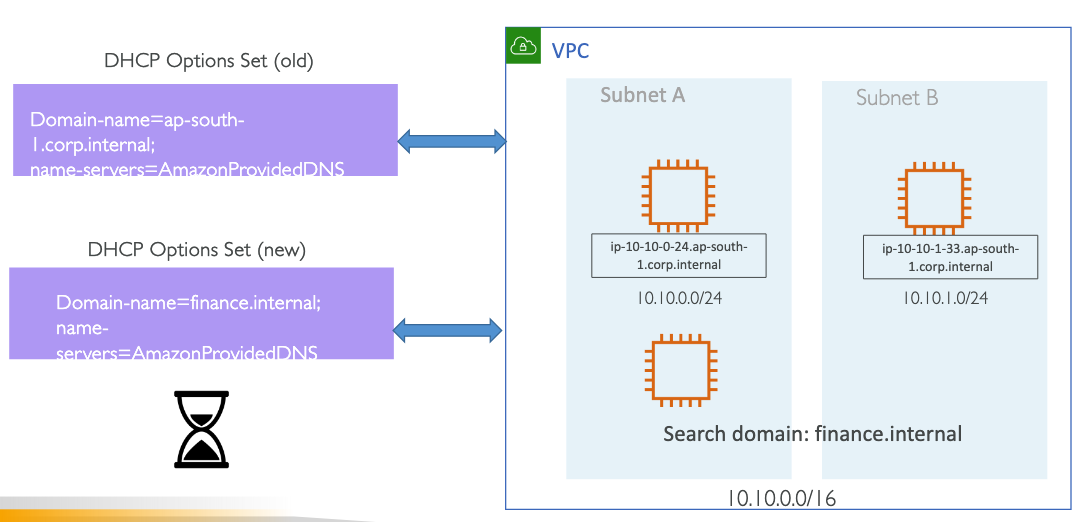 DHCP Options Set (old)
Domain-name=ap-south-
1.corp.internal;
name-servers=AmazonProvidedDNS
DHCP Options Set (new)
Domain-name=finance.internal;
name-
servers=AmazonProvidedDNS
VPC
Subnet A
ip-10-10-0-24.ap-south-
1.corp.internal
10.10.0.0/24
Subnet B
ip-10-10-1-33.ap-south-
1.corp.internal
10.10.1.0/24
Search domain: finance.internal
10.10.0.0/16